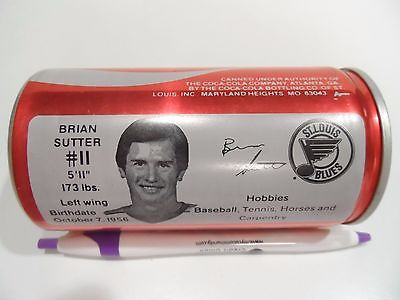 CANNED UNDER AUTHORITY OF
THE COCA-COLA COMPANY, ATLANTA, GA.
BY THE COCA-COLA BOTTLING CO. OF ST.
LOUIS, INC. MARYLAND HEIGHTS, MO 63043
BRIAN
SUTTER
#11
5'11"
173 lbs.
Left wing
Birthdate
October 7, 1956
ST. LOUIS
BLUES
Hobbies
Baseball, Tennis, Horses and
Carpentry